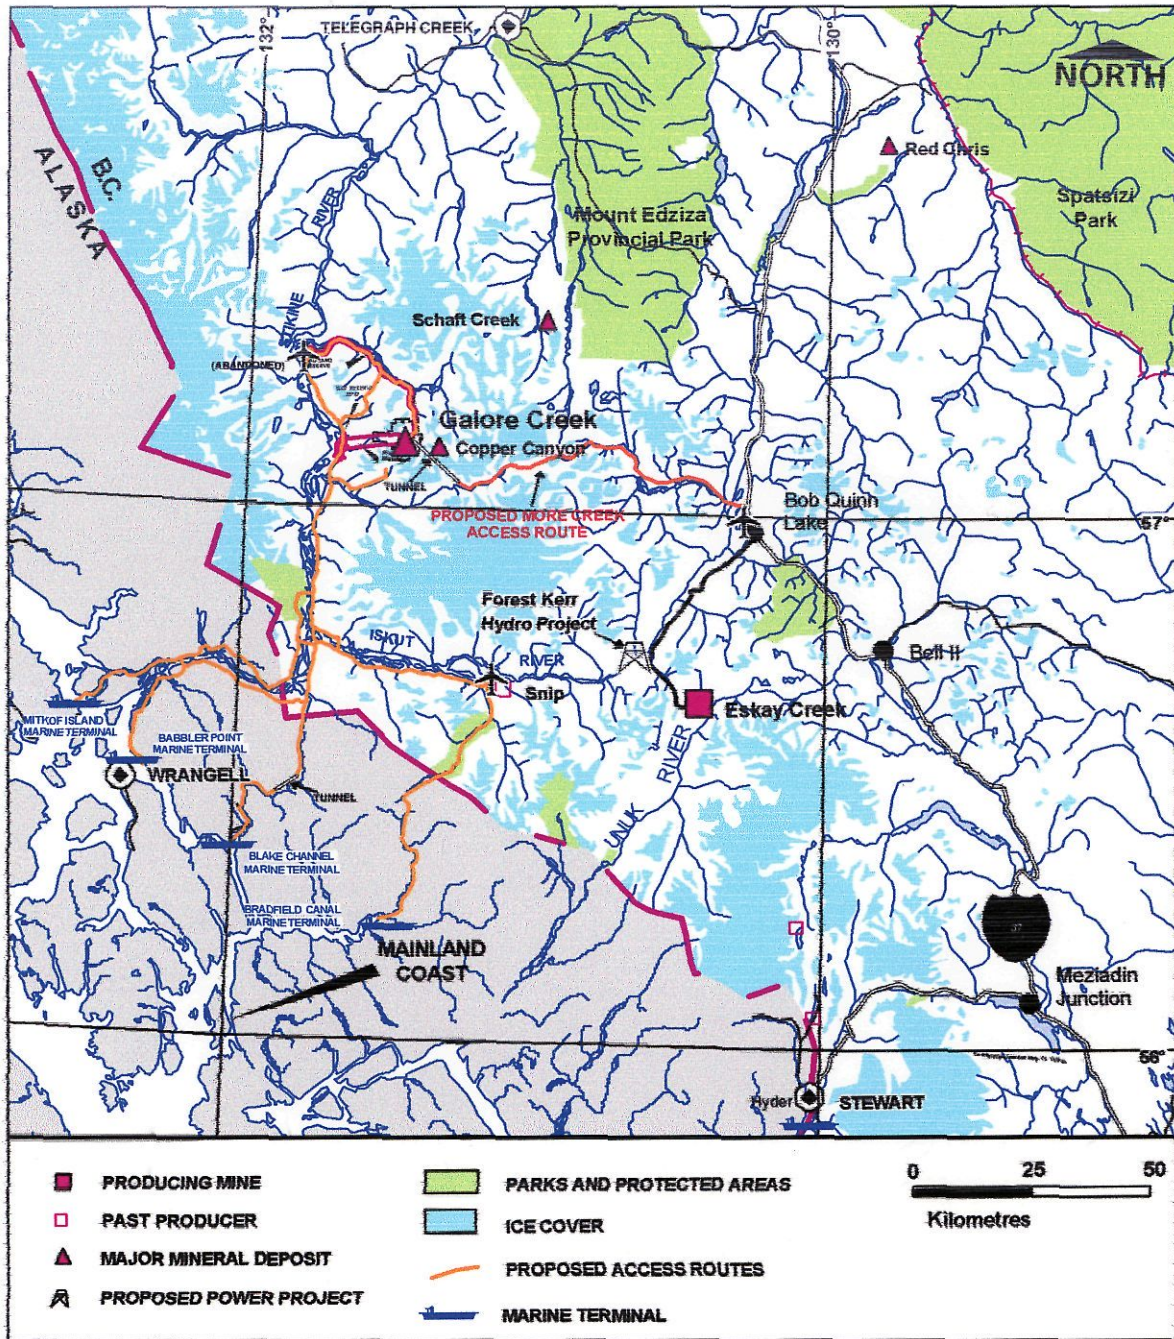 TELEGRAPH CREEK
132°
130°
NORTH
B.C.
ALASKA
Red Chris
Spatsizi
Park
Mount Edziza
Provincial Park
RIVER
STIKINE
Schaft Creek
(ABANDONED)
Galore Creek
Copper Canyon
TUNNEL
PROPOSED MORE CREEK
ACCESS ROUTE
Bob Quinn
Lake
57°
Forest Kerr
Hydro Project
ISKUT
RIVER
Bell II
Snip
Eskay Creek
MITKOF ISLAND
MARINE TERMINAL
BABBLER POINT
MARINE TERMINAL
WRANGELL
TUNNEL
RIVER
UNUK
BLAKE CHANNEL
MARINE TERMINAL
BRADFIELD CANAL
MARINE TERMINAL
MAINLAND
COAST
37
Meziadin
Junction
56°
Hyder
STEWART
PRODUCING MINE
PAST PRODUCER
MAJOR MINERAL DEPOSIT
PROPOSED POWER PROJECT
PARKS AND PROTECTED AREAS
ICE COVER
PROPOSED ACCESS ROUTES
MARINE TERMINAL
0 25 50
Kilometres